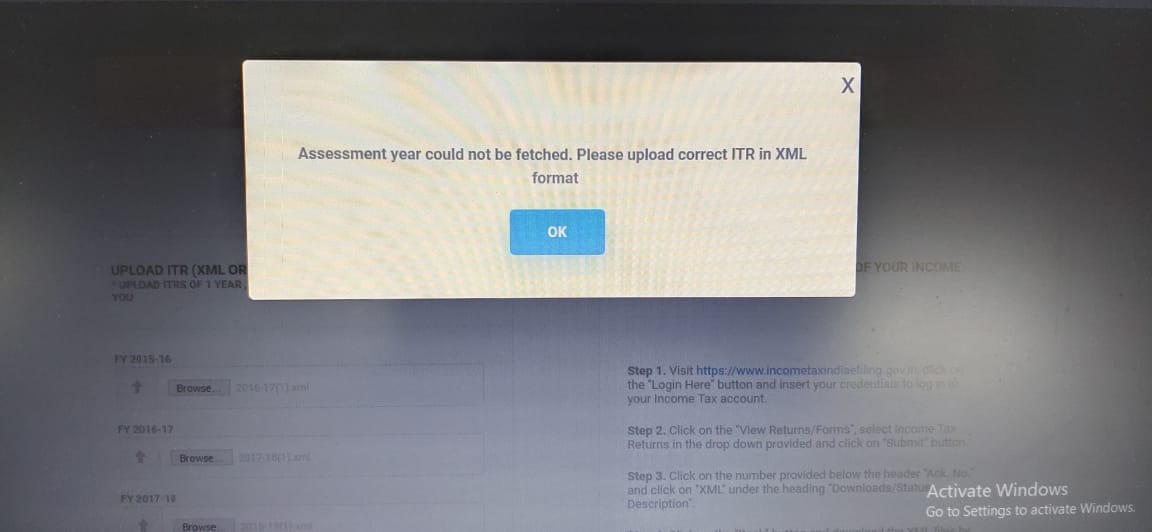 X
Assessment year could not be fetched. Please upload correct ITR in XML
format
OK
UPLOAD ITR (XML OR
OF YOUR INCOME
* UPLOAD ITRS OF 1 YEAR
YOU
FY 2015-16
Browse... 2016-17(1).xml
FY 2016-17
Browse... 2017-18(1).xml
FY 2017-18
Browse... 2018-19(1).xml
Step 1. Visit https://www.incometaxindiaefiling.gov.in, click on
the "Login Here" button and insert your credentials to log in to
your Income Tax account.
Step 2. Click on the "View Returns/Forms", select Income Tax
Returns in the drop down provided and click on "Submit" button.
Step 3. Click on the number provided below the header "Ack. No."
and click on "XML" under the heading "Downloads/Status
Description".
Activate Windows
Go to Settings to activate Windows.